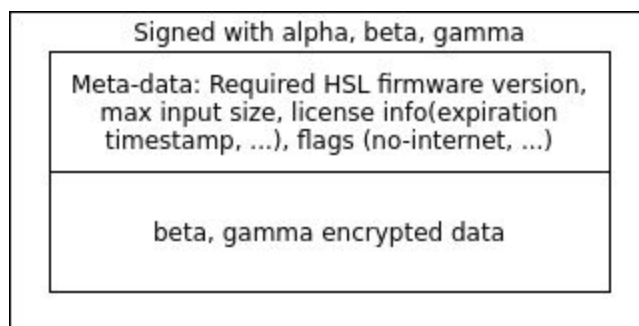 Signed with alpha, beta, gamma
Meta-data: Required HSL firmware version,
max input size, license info(expiration
timestamp, ...), flags (no-internet, ...)
beta, gamma encrypted data